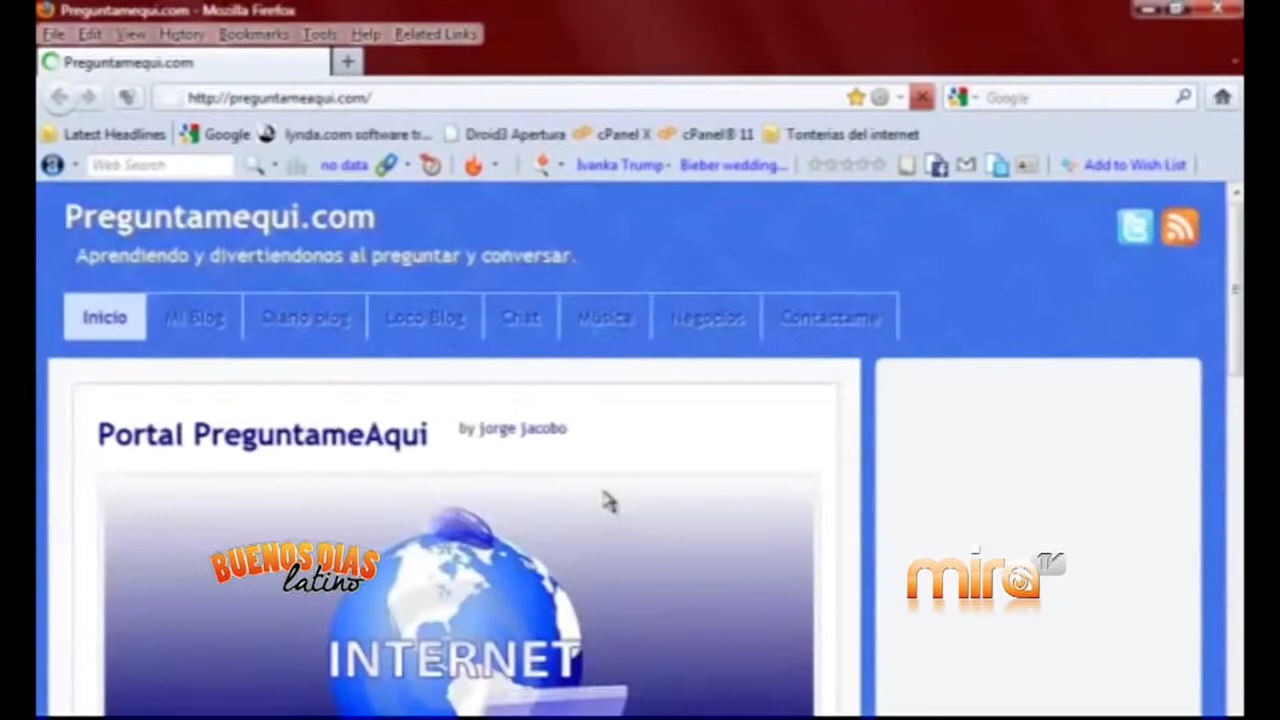 Preguntamequi.com - Mozilla Firefox
File Edit View History Bookmarks Tools Help Related Links
Preguntamequi.com +
http://preguntameaqui.com/ Google
Latest Headlines Google lynda.com software tr... Droid3 Apertura cPanel X cPanel® 11 Tonterias del internet
Web Search no data Ivanka Trump Bieber wedding... Add to Wish List
Preguntamequi.com
Aprendiendo y divertiendonos al preguntar y conversar.
Inicio Mi Blog Diario blog Loco Blog Chat Música Negocios Contactame
Portal PreguntameAqui by jorge jacobo
BUENOS DIAS
latino
mira TV
INTERNET